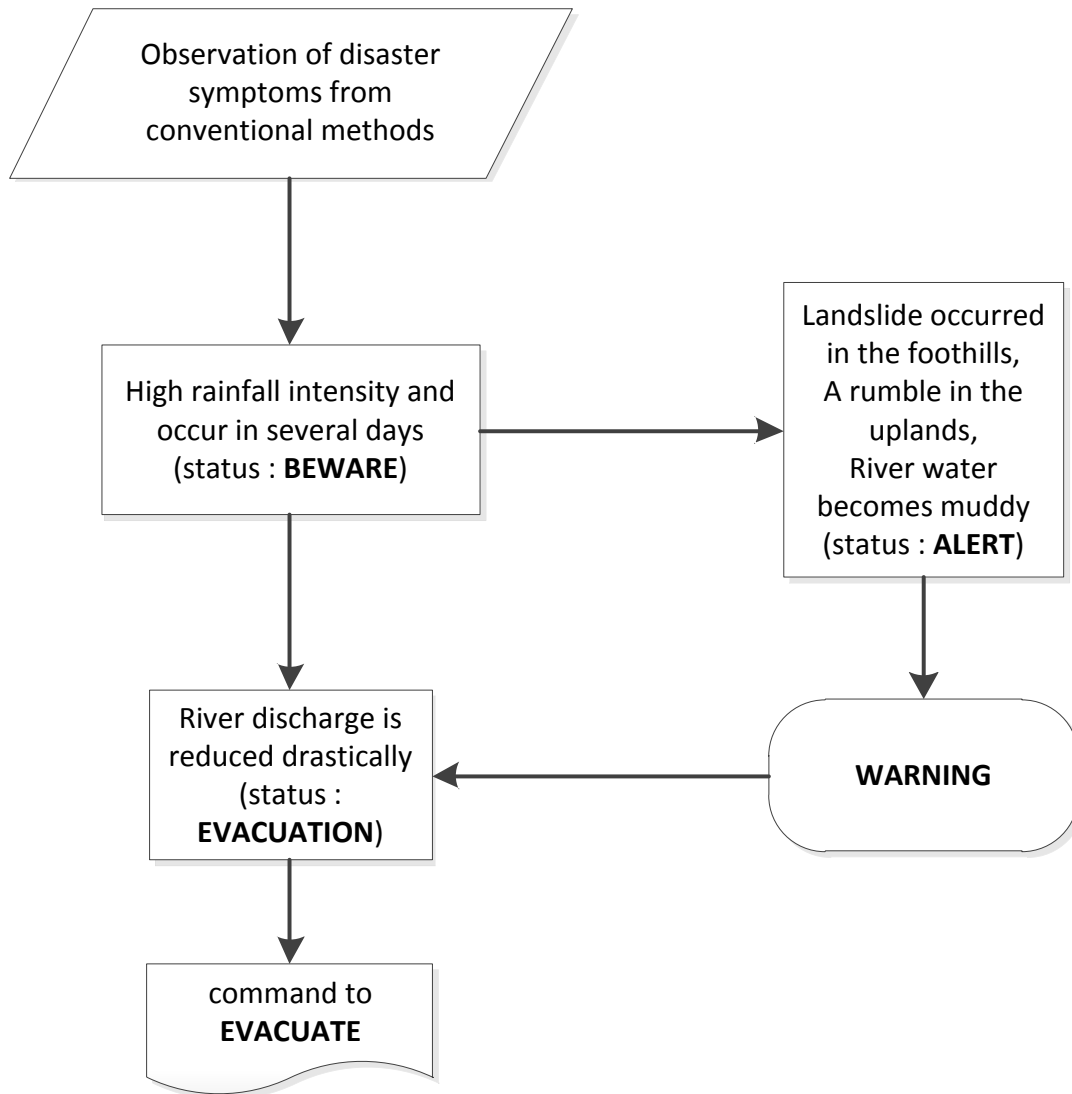 Observation of disaster
symptoms from
conventional methods
High rainfall intensity and
occur in several days
(status : BEWARE)
Landslide occurred
in the foothills,
A rumble in the
uplands,
River water
becomes muddy
(status : ALERT)
River discharge is
reduced drastically
(status :
EVACUATION)
WARNING
command to
EVACUATE